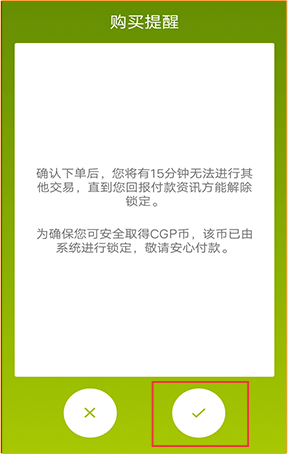 购买提醒
确认下单后，您将有15分钟无法进行其
他交易，直到您回报付款资讯方能解除
锁定。
为确保您可安全取得CGP币，该币已由
系统进行锁定，敬请安心付款。